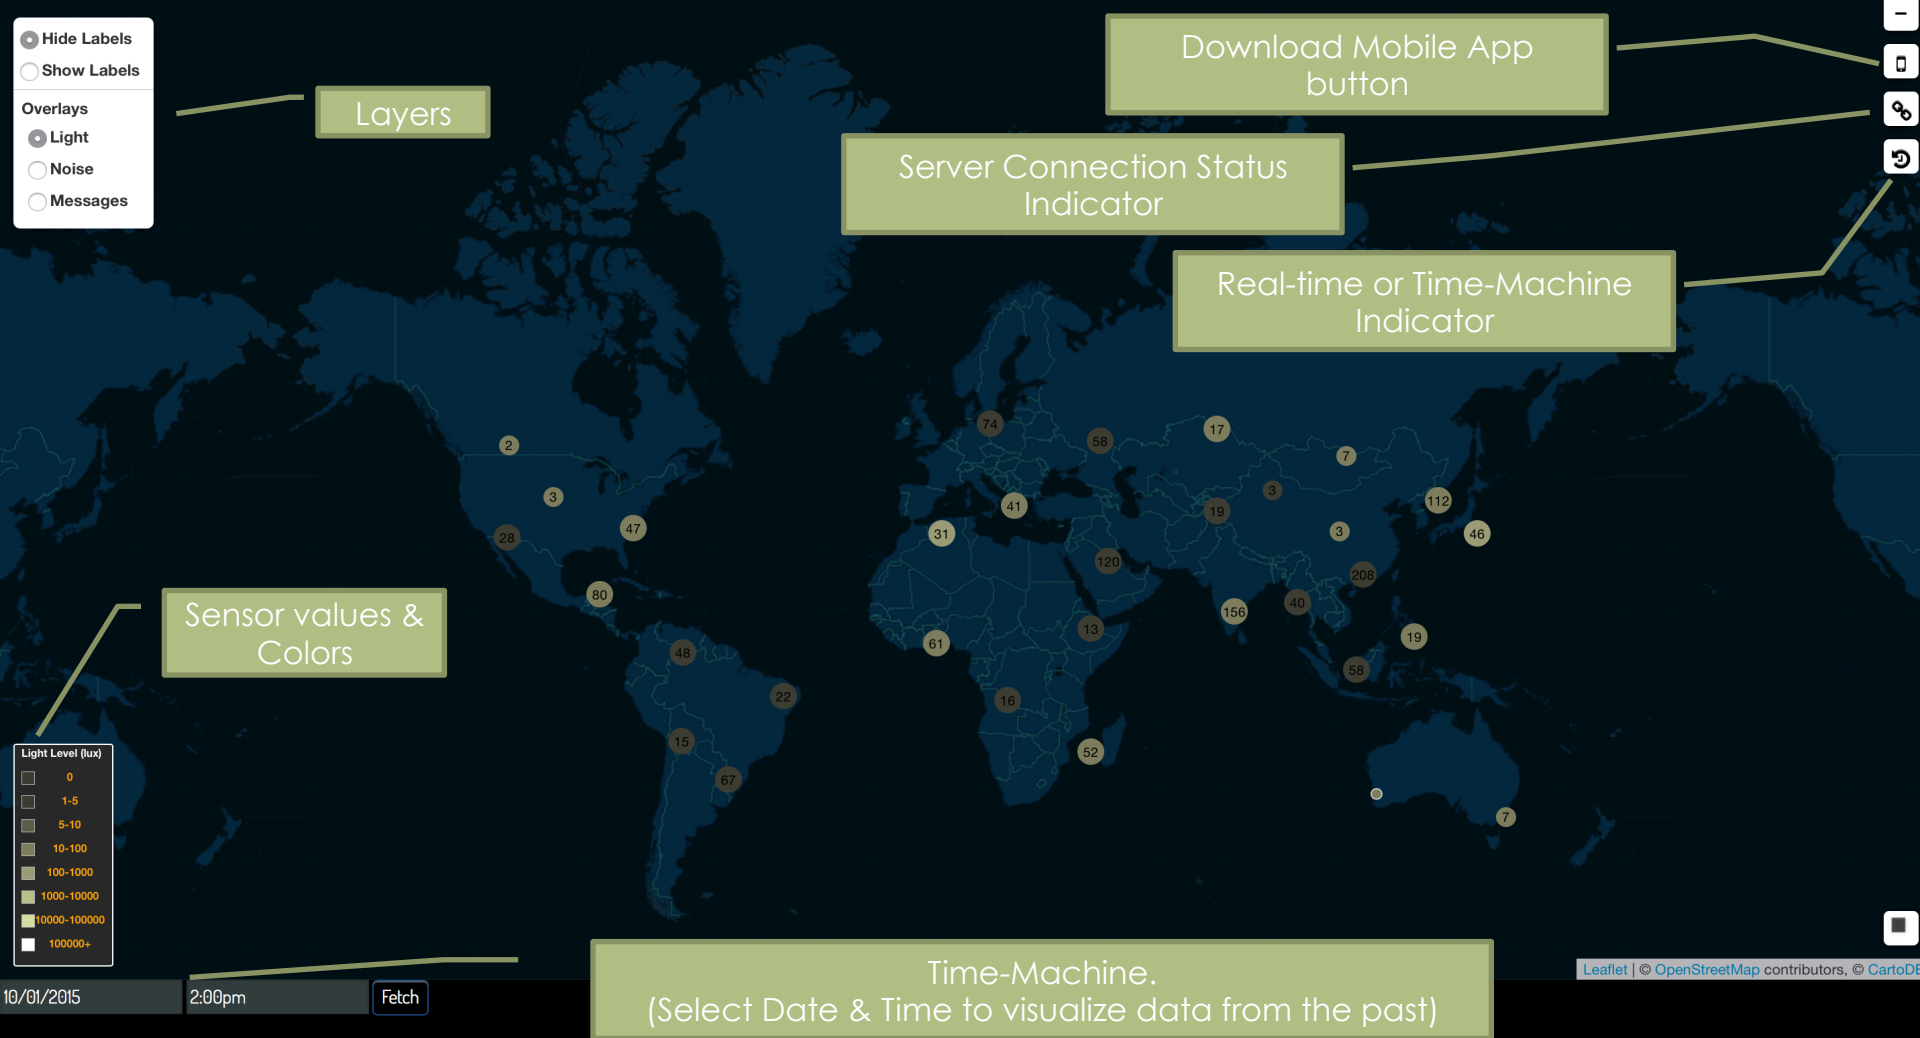 Hide Labels
Show Labels
Overlays
Light
Noise
Messages
Layers
Download Mobile App
button
Server Connection Status
Indicator
Real-time or Time-Machine
Indicator
74
58
17
2
7
3
3
112
41
19
47
31
3
46
28
120
208
80
40
156
13
19
61
48
58
22
16
15
52
67
7
Sensor values &
Colors
Light Level (lux)
0
1-5
5-10
10-100
100-1000
1000-10000
10000-100000
100000+
10/01/2015
2:00pm
Fetch
Time-Machine.
(Select Date & Time to visualize data from the past)
Leaflet | © OpenStreetMap contributors, © CartoDB